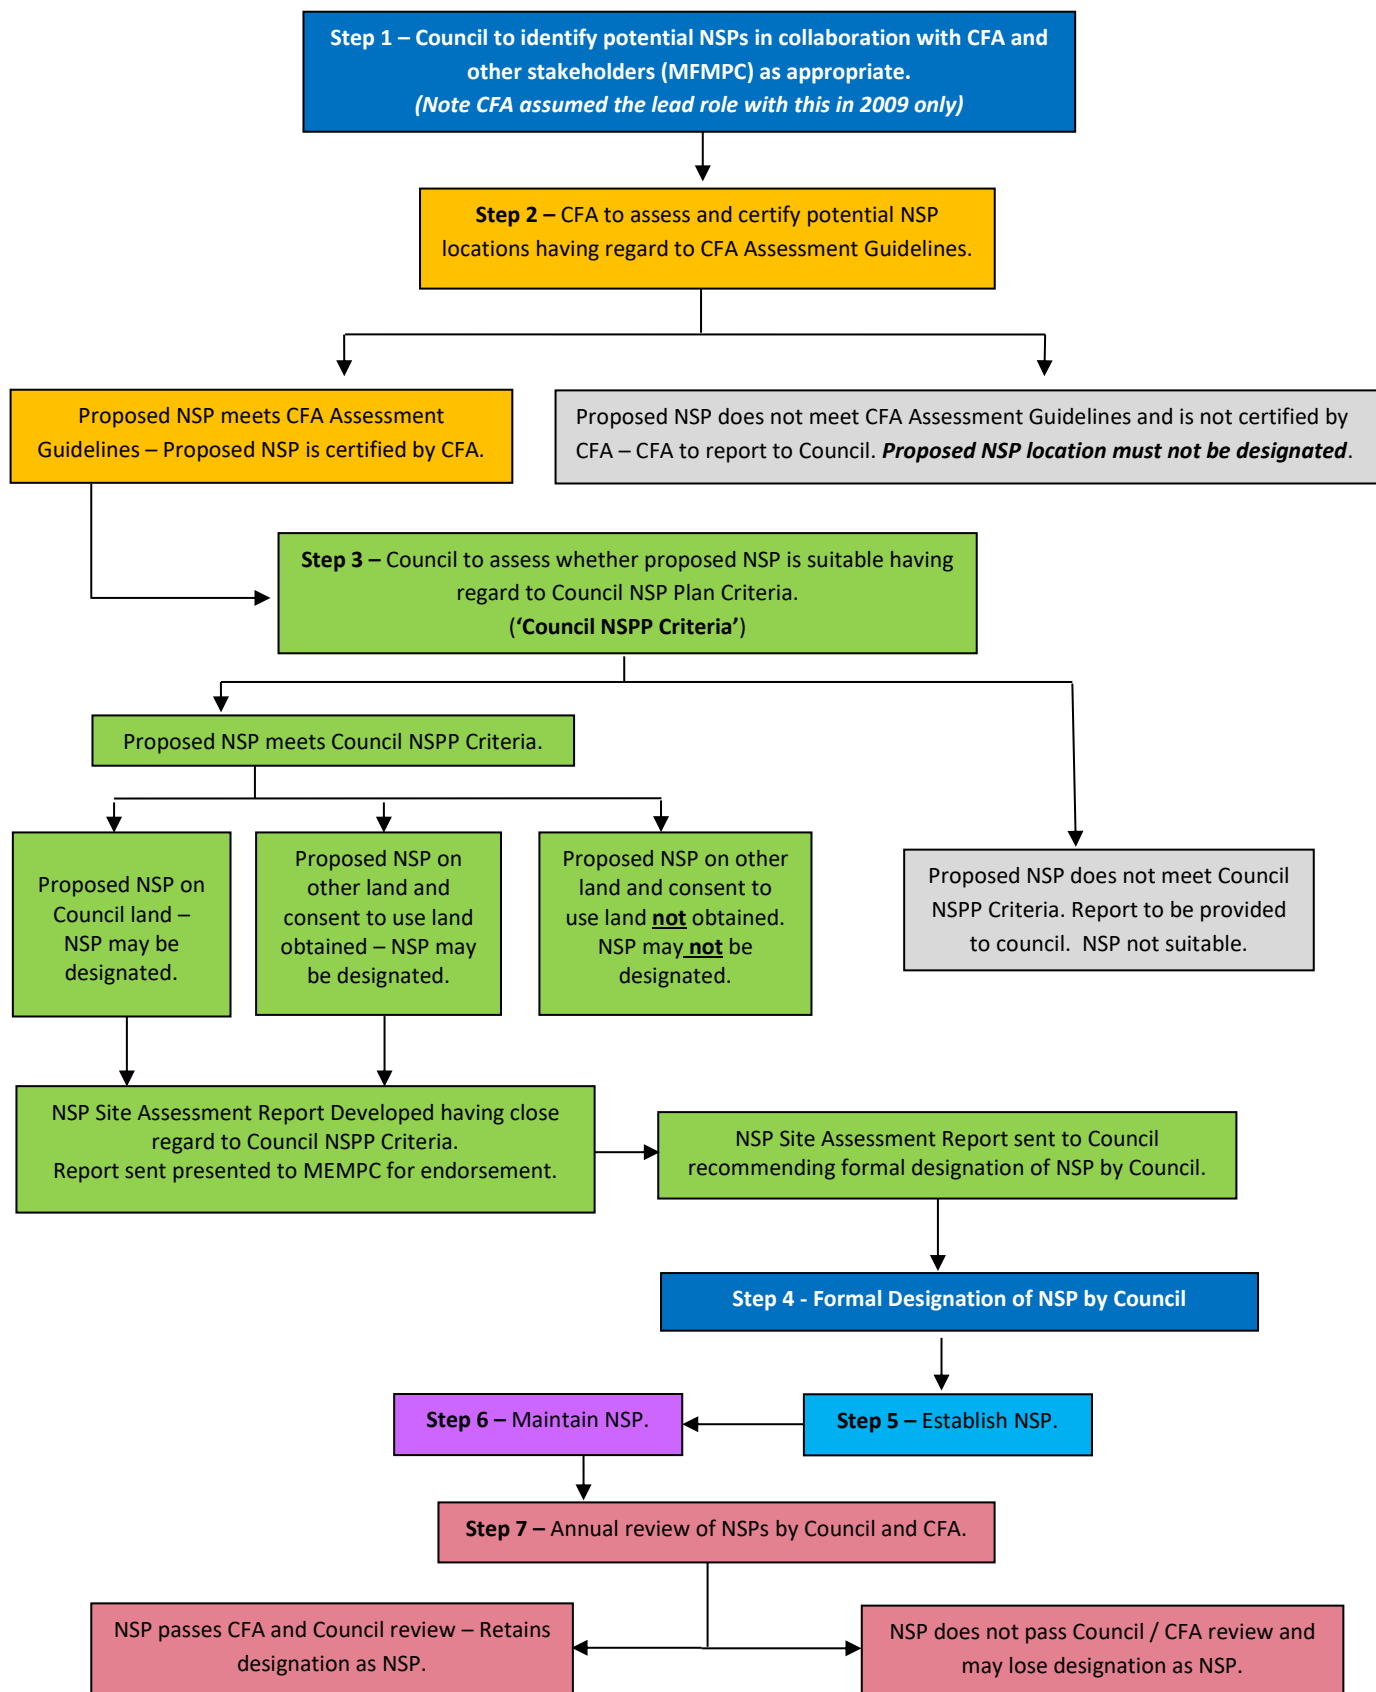 Step 1 – Council to identify potential NSPs in collaboration with CFA and
other stakeholders (MFMPC) as appropriate.
(Note CFA assumed the lead role with this in 2009 only)
Step 2 – CFA to assess and certify potential NSP
locations having regard to CFA Assessment Guidelines.
Proposed NSP meets CFA Assessment
Guidelines – Proposed NSP is certified by CFA.
Proposed NSP does not meet CFA Assessment Guidelines and is not certified by
CFA – CFA to report to Council. Proposed NSP location must not be designated.
Step 3 – Council to assess whether proposed NSP is suitable having
regard to Council NSP Plan Criteria.
(‘Council NSPP Criteria’)
Proposed NSP meets Council NSPP Criteria.
Proposed NSP on
Council land –
NSP may be
designated.
Proposed NSP on
other land and
consent to use land
obtained – NSP may
be designated.
Proposed NSP on other
land and consent to
use land not obtained.
NSP may not be
designated.
Proposed NSP does not meet Council
NSPP Criteria. Report to be provided
to council.  NSP not suitable.
NSP Site Assessment Report Developed having close
regard to Council NSPP Criteria.
Report sent presented to MEMPC for endorsement.
NSP Site Assessment Report sent to Council
recommending formal designation of NSP by Council.
Step 4 - Formal Designation of NSP by Council
Step 5 – Establish NSP.
Step 6 – Maintain NSP.
Step 7 – Annual review of NSPs by Council and CFA.
NSP passes CFA and Council review – Retains
designation as NSP.
NSP does not pass Council / CFA review and
may lose designation as NSP.